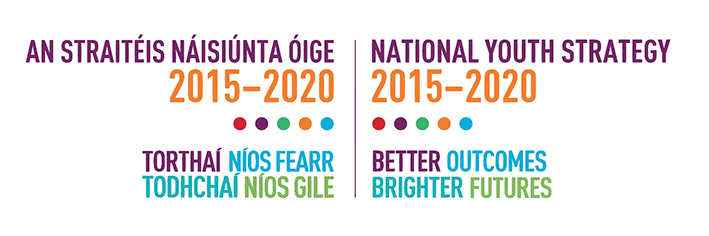 AN STRAITÉIS NÁISIÚNTA ÓIGE
2015–2020
TORTHAÍ NÍOS FEARR
TODHCHAÍ NÍOS GILE
NATIONAL YOUTH STRATEGY
2015–2020
BETTER OUTCOMES
BRIGHTER FUTURES